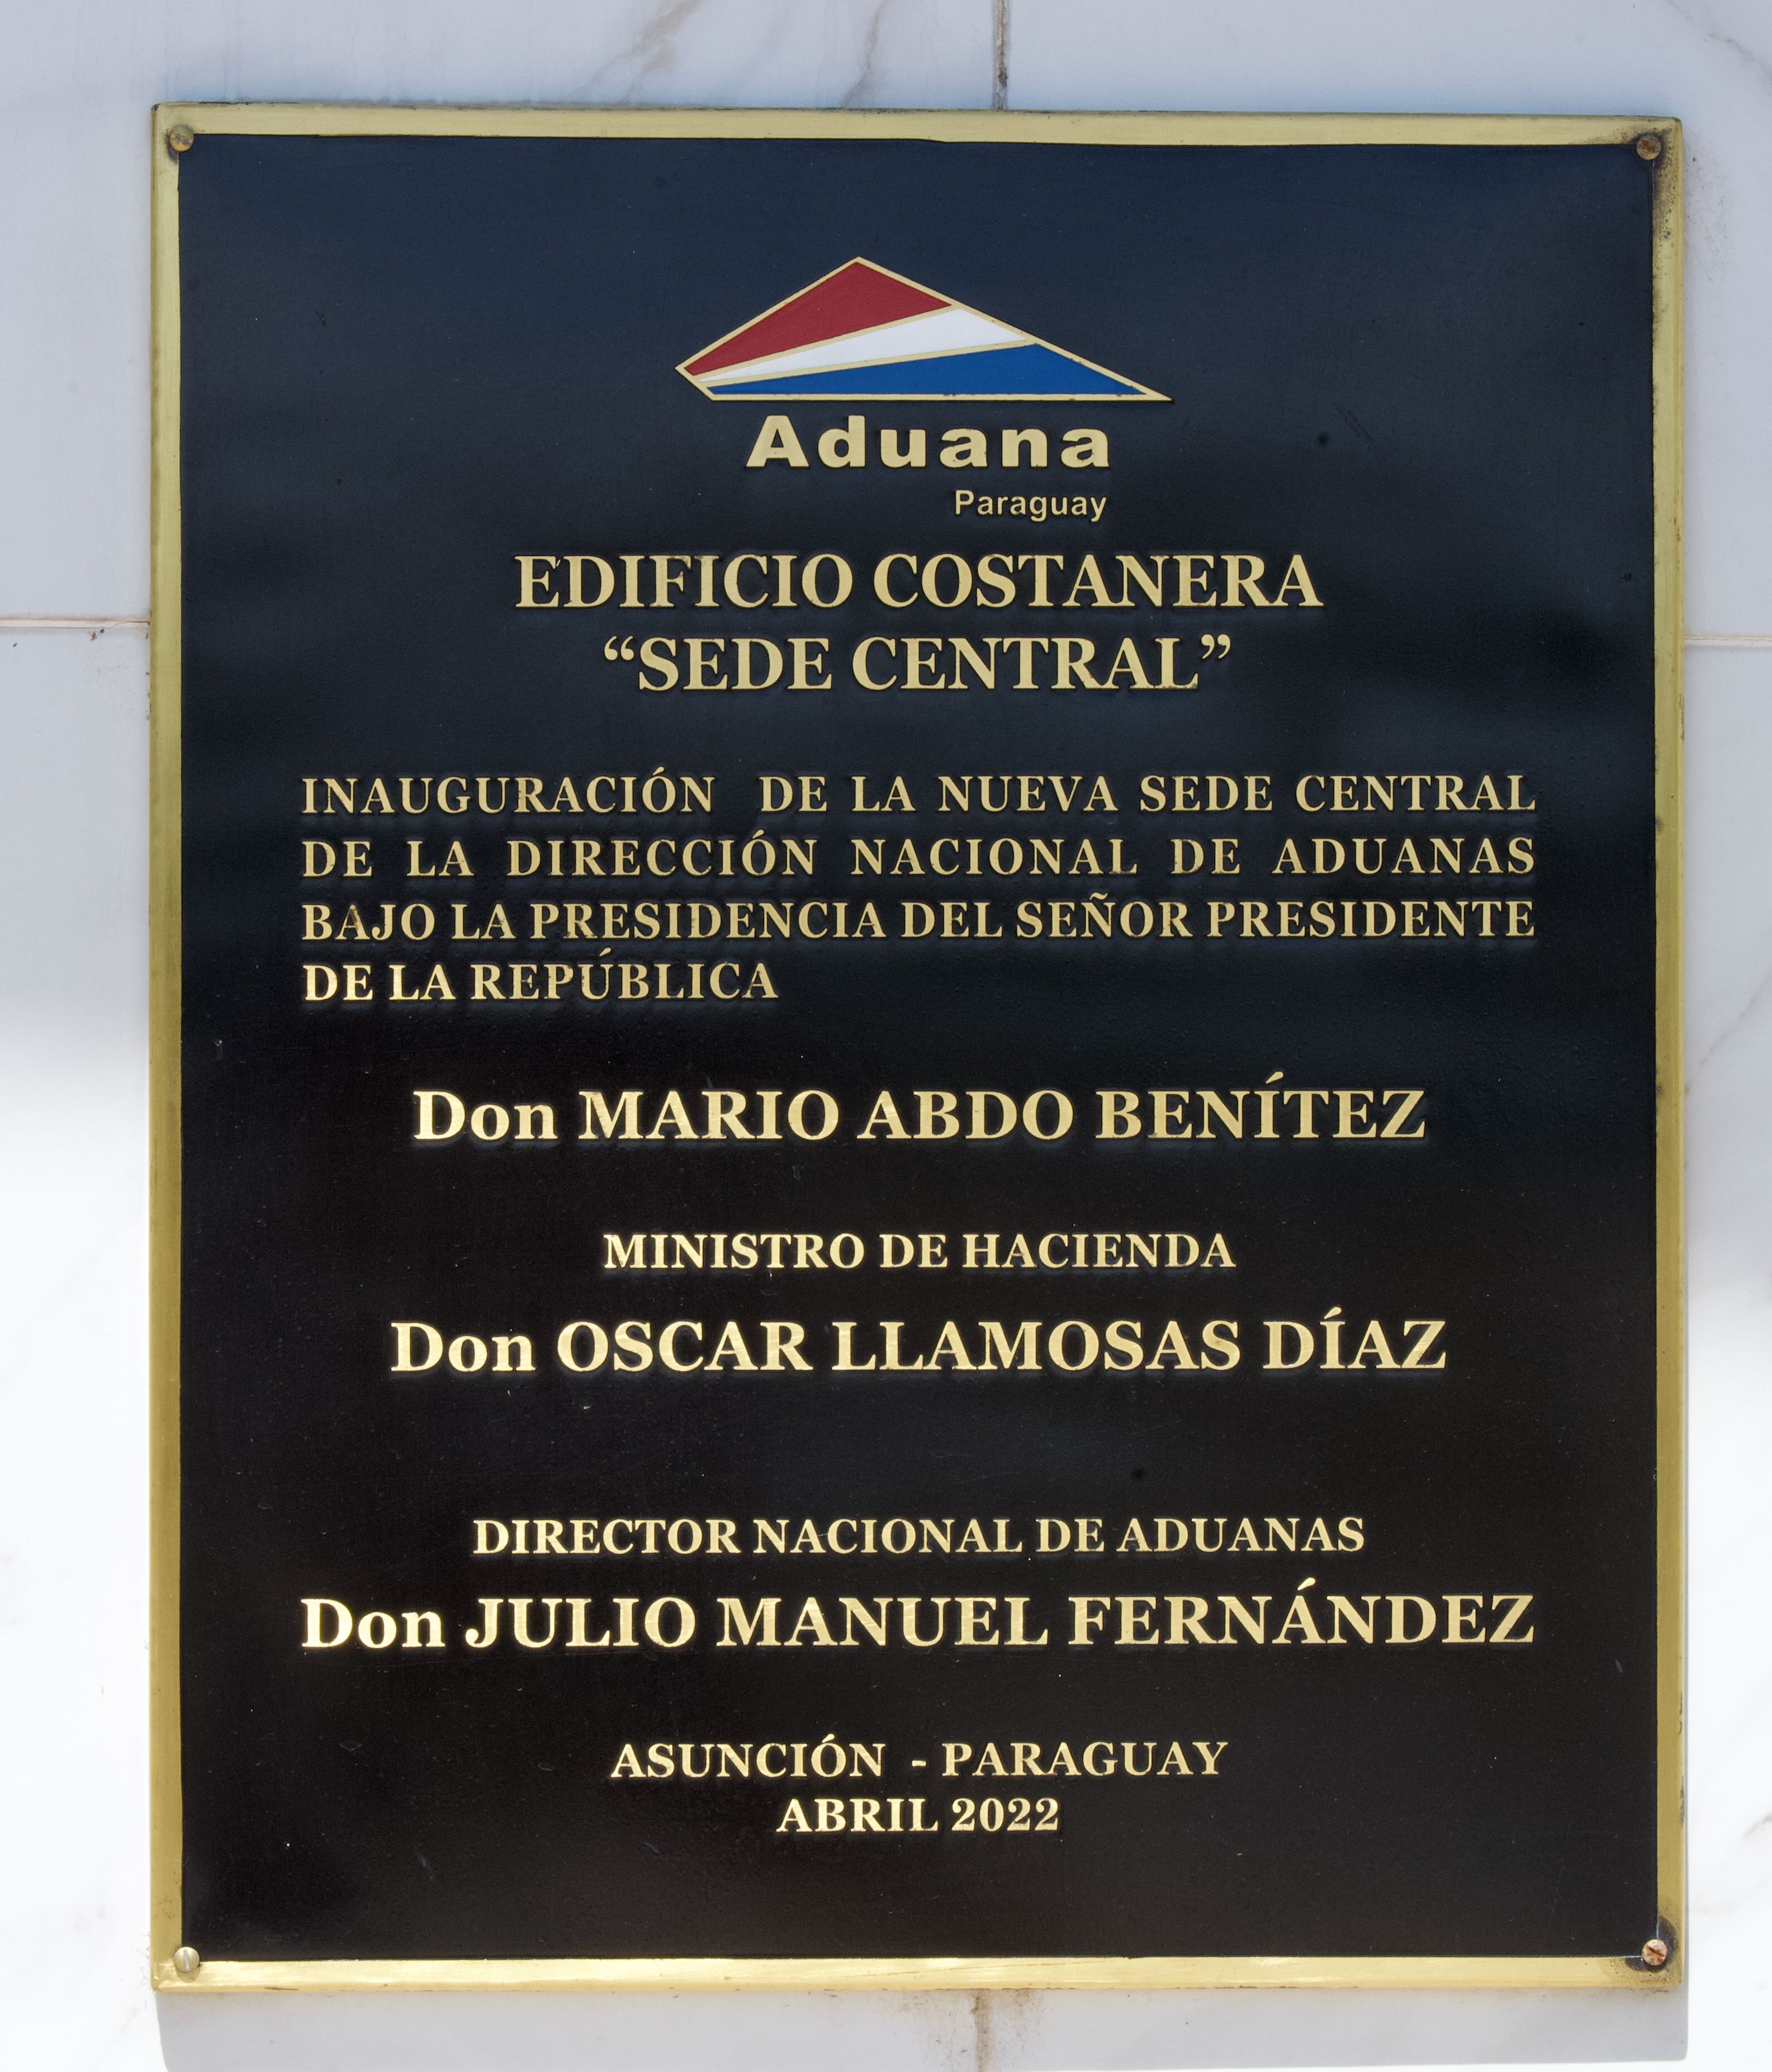 Aduana
Paraguay
EDIFICIO COSTANERA
“SEDE CENTRAL”
INAUGURACIÓN DE LA NUEVA SEDE CENTRAL
DE LA DIRECCIÓN NACIONAL DE ADUANAS
BAJO LA PRESIDENCIA DEL SEÑOR PRESIDENTE
DE LA REPÚBLICA
Don MARIO ABDO BENÍTEZ
MINISTRO DE HACIENDA
Don OSCAR LLAMOSAS DÍAZ
DIRECTOR NACIONAL DE ADUANAS
Don JULIO MANUEL FERNÁNDEZ
ASUNCIÓN - PARAGUAY
ABRIL 2022